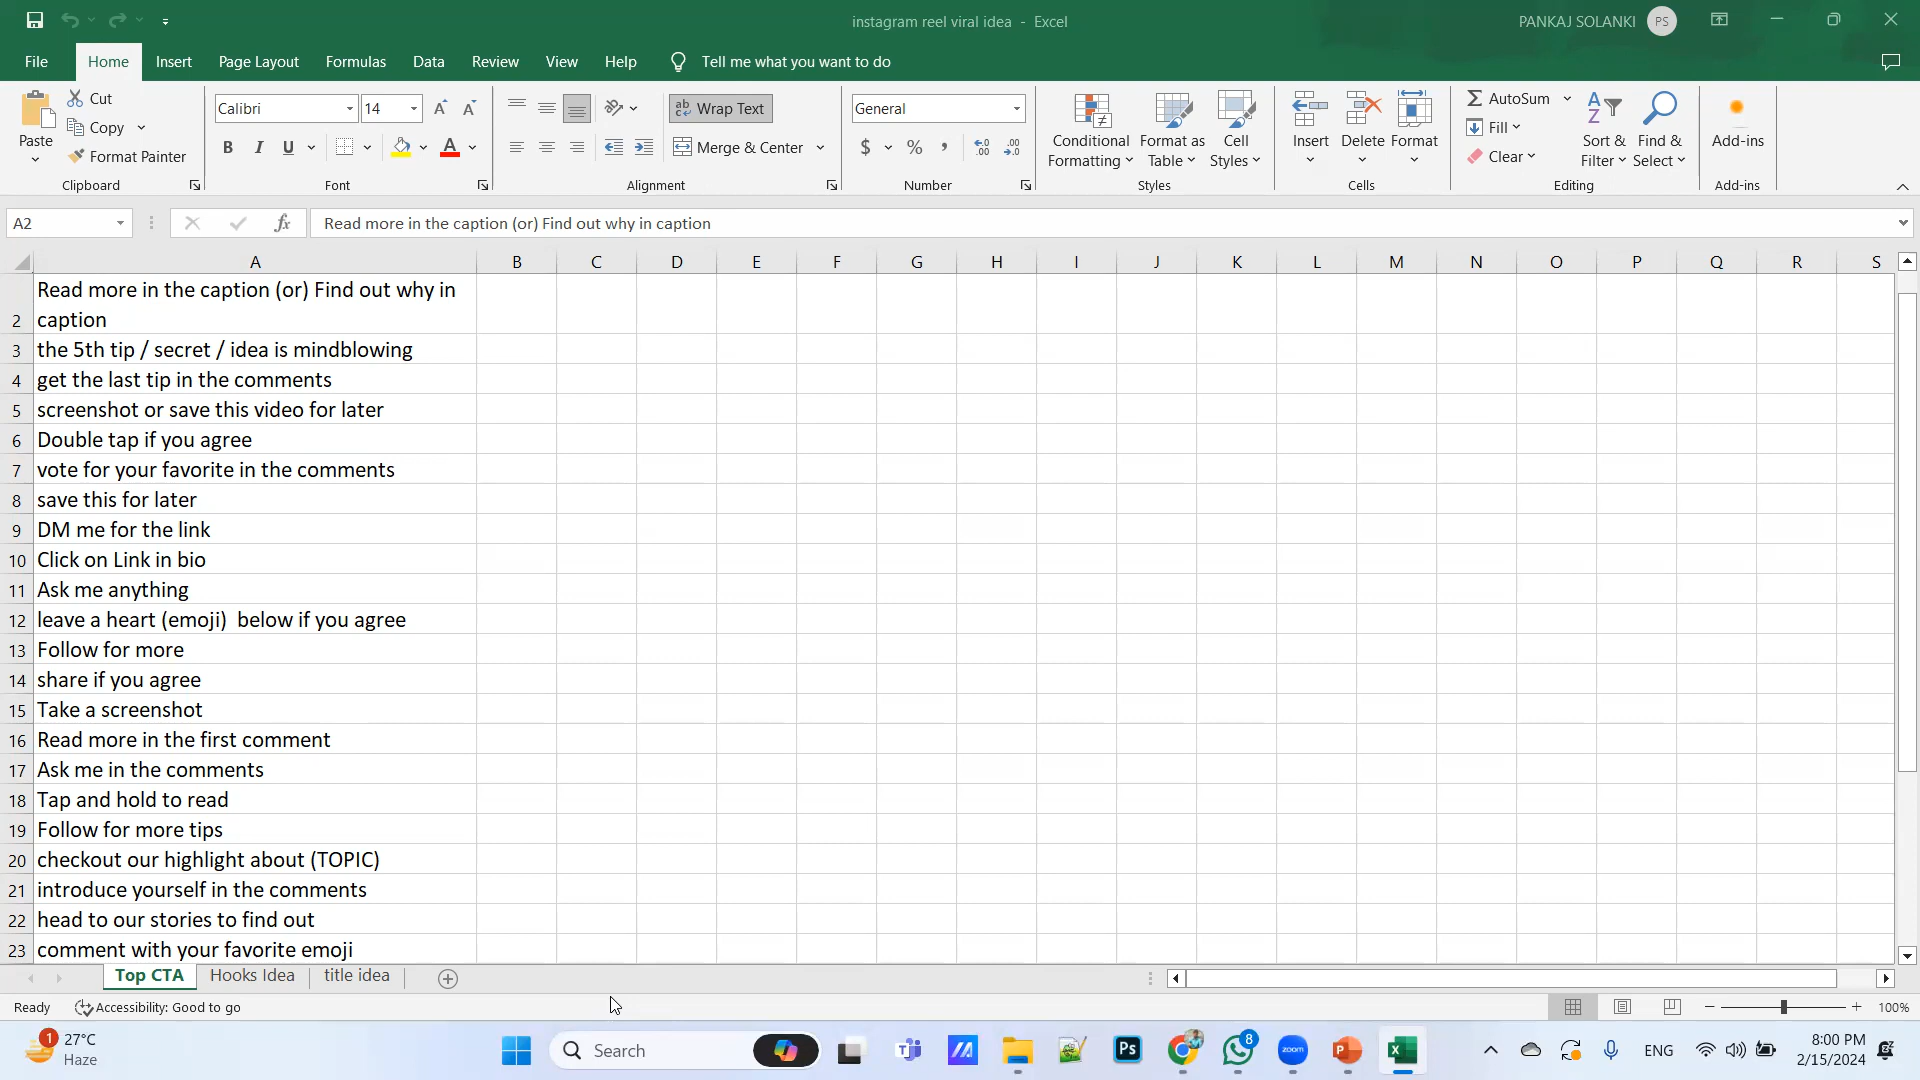 instagram reel viral idea - Excel
PANKAJ SOLANKI PS
File Home Insert Page Layout Formulas Data Review View Help Tell me what you want to do
Paste
Cut
Copy
Format Painter
Clipboard
Calibri 14
B I U
Font
Wrap Text
Merge & Center
Alignment
General
$ %
Number
Conditional Formatting
Format as Table
Cell Styles
Styles
Insert Delete Format
Cells
AutoSum
Fill
Clear
Sort & Filter
Find & Select
Editing
Add-ins
Add-ins
A2 fx Read more in the caption (or) Find out why in caption
A B C D E F G H I J K L M N O P Q R S
Read more in the caption (or) Find out why in
2 caption
3 the 5th tip / secret / idea is mindblowing
4 get the last tip in the comments
5 screenshot or save this video for later
6 Double tap if you agree
7 vote for your favorite in the comments
8 save this for later
9 DM me for the link
10 Click on Link in bio
11 Ask me anything
12 leave a heart (emoji)  below if you agree
13 Follow for more
14 share if you agree
15 Take a screenshot
16 Read more in the first comment
17 Ask me in the comments
18 Tap and hold to read
19 Follow for more tips
20 checkout our highlight about (TOPIC)
21 introduce yourself in the comments
22 head to our stories to find out
23 comment with your favorite emoji
Top CTA Hooks Idea title idea
Ready Accessibility: Good to go 100%
1 27°C
Haze
Search
Ps
8
zoom
ENG
8:00 PM
2/15/2024